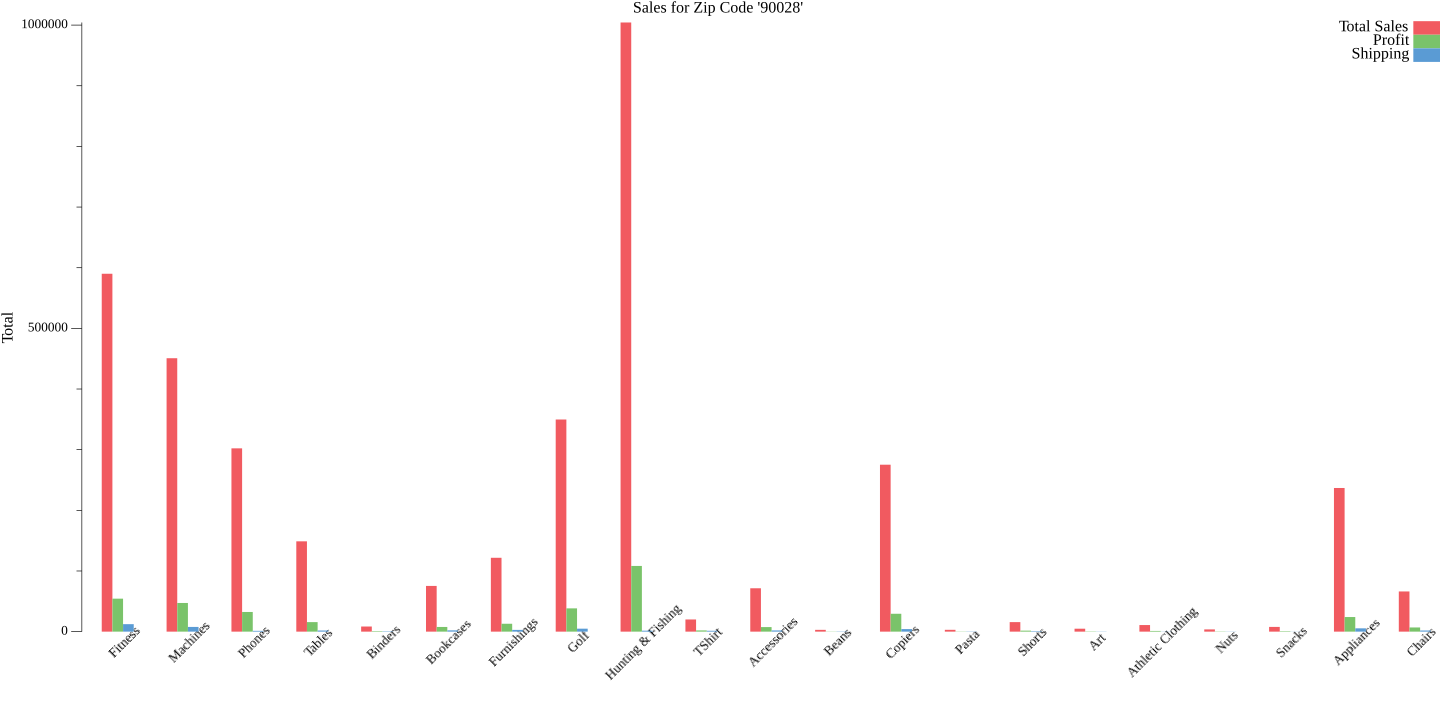 Sales for Zip Code '90028'
Total Sales
Profit
Shipping
Total
1000000
500000
0
Fitness
Machines
Phones
Tables
Binders
Bookcases
Furnishings
Golf
Hunting & Fishing
TShirt
Accessories
Beans
Copiers
Pasta
Shorts
Art
Athletic Clothing
Nuts
Snacks
Appliances
Chairs